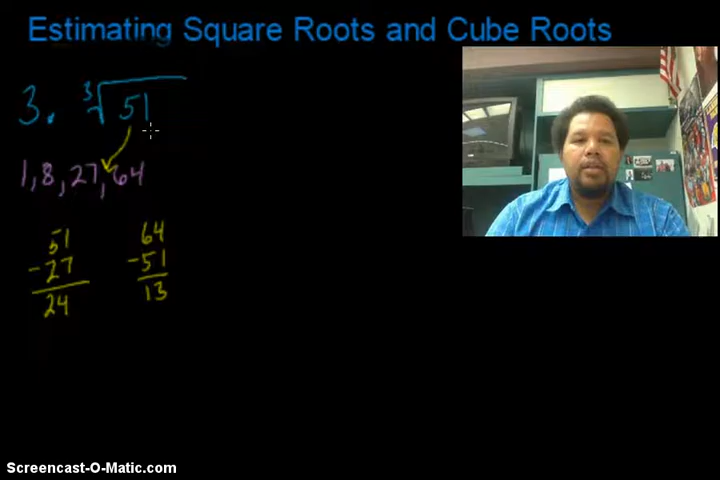 Estimating Square Roots and Cube Roots
3. ∛51
1, 8, 27, 64
51
-27
24
64
-51
13
Screencast-O-Matic.com